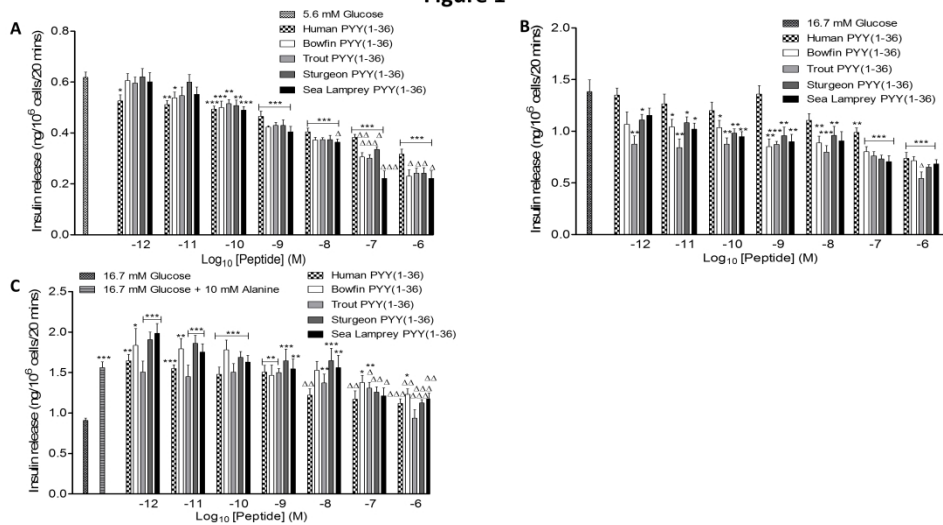 Figure 1
A
5.6 mM Glucose
Human PYY(1-36)
Bowfin PYY(1-36)
Trout PYY(1-36)
Sturgeon PYY(1-36)
Sea Lamprey PYY(1-36)
Insulin release (ng/10⁶ cells/20 mins)
0.8
0.6
0.4
0.2
0.0
*
**
*
*
***
**
**
**
***
***
***
Δ
***
ΔΔ
ΔΔΔ
Δ
ΔΔΔ
***
Δ Δ Δ Δ
-12 -11 -10 -9 -8 -7 -6
Log₁₀ [Peptide] (M)
B
16.7 mM Glucose
Human PYY(1-36)
Bowfin PYY(1-36)
Trout PYY(1-36)
Sturgeon PYY(1-36)
Sea Lamprey PYY(1-36)
Insulin release (ng/10⁶ cells/20 mins)
2.0
1.5
1.0
0.5
0.0
-12 -11 -10 -9 -8 -7 -6
Log₁₀ [Peptide] (M)
C
16.7 mM Glucose
16.7 mM Glucose + 10 mM Alanine
Human PYY(1-36)
Bowfin PYY(1-36)
Trout PYY(1-36)
Sturgeon PYY(1-36)
Sea Lamprey PYY(1-36)
Insulin release (ng/10⁶ cells/20 mins)
2.5
2.0
1.5
1.0
0.5
0.0
-12 -11 -10 -9 -8 -7 -6
Log₁₀ [Peptide] (M)